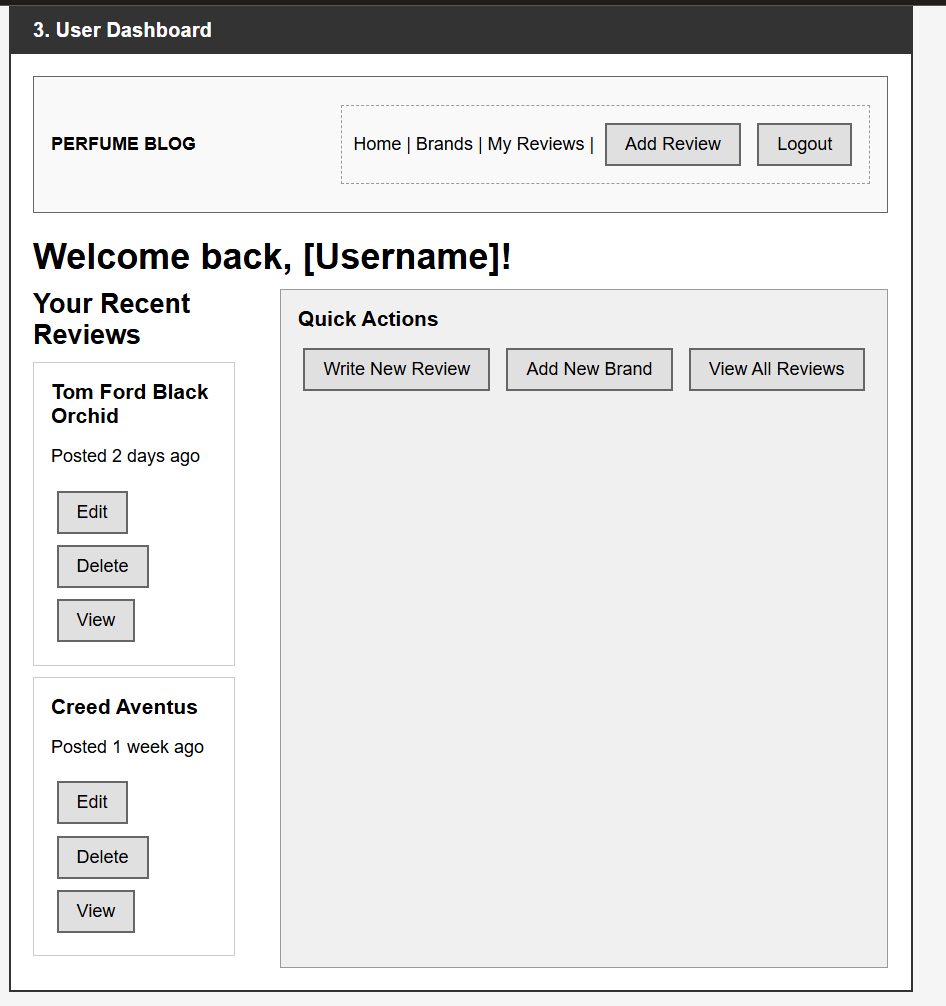 3. User Dashboard
PERFUME BLOG
Home | Brands | My Reviews |
Add Review
Logout
Welcome back, [Username]!
Your Recent
Reviews
Tom Ford Black
Orchid
Posted 2 days ago
Edit
Delete
View
Creed Aventus
Posted 1 week ago
Edit
Delete
View
Quick Actions
Write New Review
Add New Brand
View All Reviews